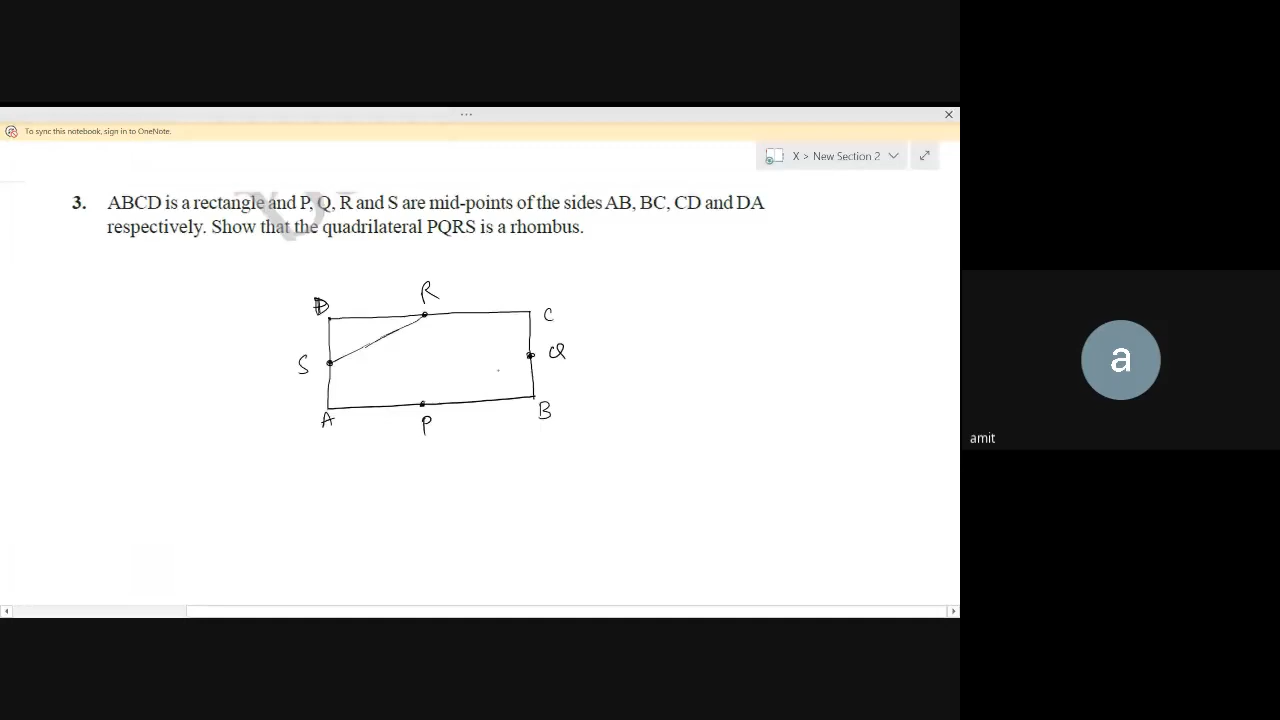 To sync this notebook, sign in to OneNote.
X > New Section 2
3. ABCD is a rectangle and P, Q, R and S are mid-points of the sides AB, BC, CD and DA
respectively. Show that the quadrilateral PQRS is a rhombus.
D R C
S Q
A P B
a
amit